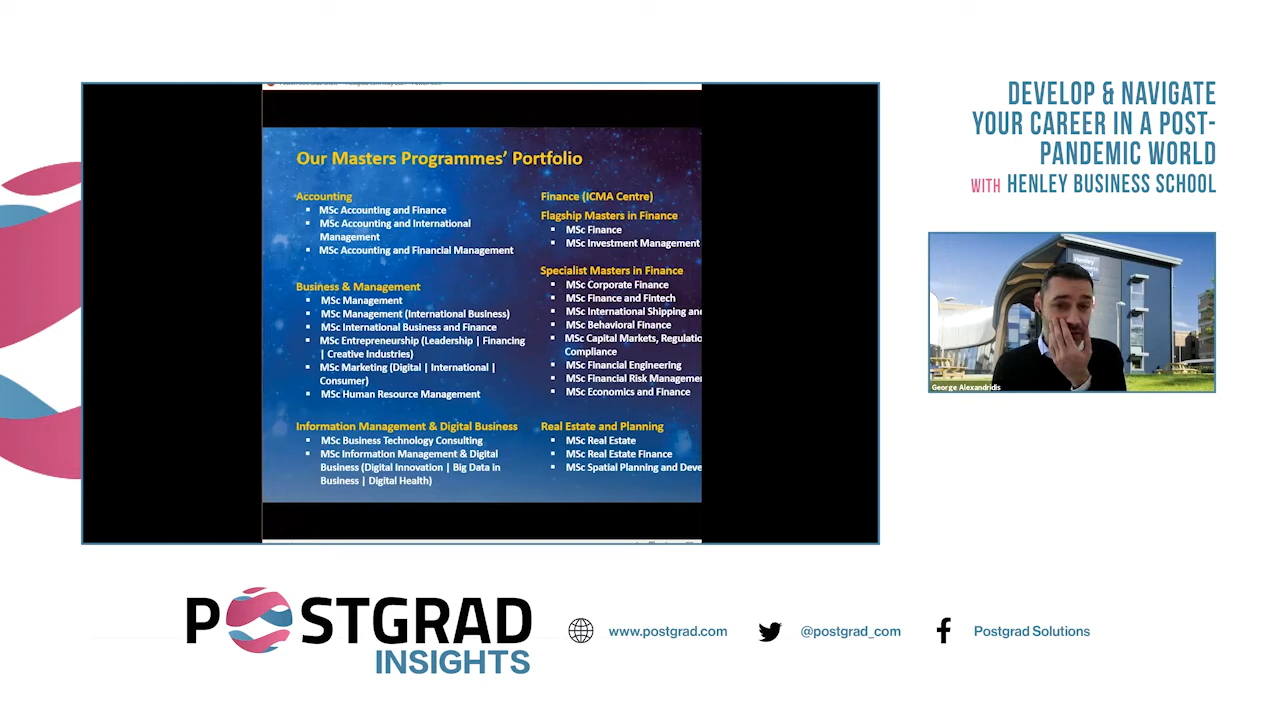 DEVELOP & NAVIGATE
YOUR CAREER IN A POST-
PANDEMIC WORLD
WITH HENLEY BUSINESS SCHOOL
Our Masters Programmes' Portfolio
Accounting
▪ MSc Accounting and Finance
▪ MSc Accounting and International
Management
▪ MSc Accounting and Financial Management
Business & Management
▪ MSc Management
▪ MSc Management (International Business)
▪ MSc International Business and Finance
▪ MSc Entrepreneurship (Leadership | Financing
| Creative Industries)
▪ MSc Marketing (Digital | International |
Consumer)
▪ MSc Human Resource Management
Information Management & Digital Business
▪ MSc Business Technology Consulting
▪ MSc Information Management & Digital
Business (Digital Innovation | Big Data in
Business | Digital Health)
Finance (ICMA Centre)
Flagship Masters in Finance
▪ MSc Finance
▪ MSc Investment Management
Specialist Masters in Finance
▪ MSc Corporate Finance
▪ MSc Finance and Fintech
▪ MSc International Shipping an
▪ MSc Behavioral Finance
▪ MSc Capital Markets, Regulatio
Compliance
▪ MSc Financial Engineering
▪ MSc Financial Risk Managemen
▪ MSc Economics and Finance
Real Estate and Planning
▪ MSc Real Estate
▪ MSc Real Estate Finance
▪ MSc Spatial Planning and Deve
Henley
Business
George Alexandridis
POSTGRAD
INSIGHTS
www.postgrad.com
@postgrad_com
Postgrad Solutions